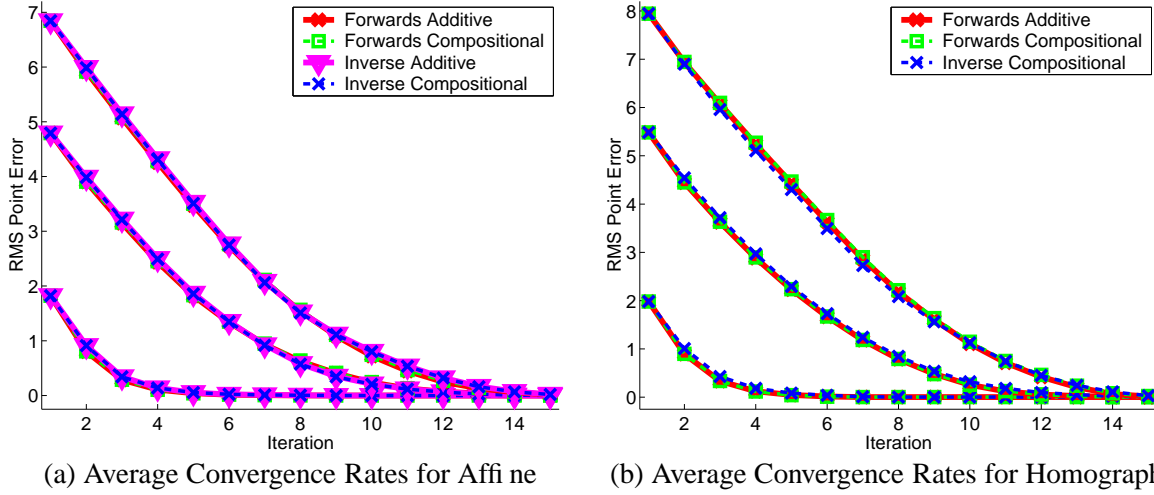 7
6
5
4
3
2
1
0
RMS Point Error
Forwards Additive
Forwards Compositional
Inverse Additive
Inverse Compositional
2 4 6 8 10 12 14
Iteration
(a) Average Convergence Rates for Affi ne
8
7
6
5
4
3
2
1
0
RMS Point Error
Forwards Additive
Forwards Compositional
Inverse Compositional
2 4 6 8 10 12 14
Iteration
(b) Average Convergence Rates for Homograph